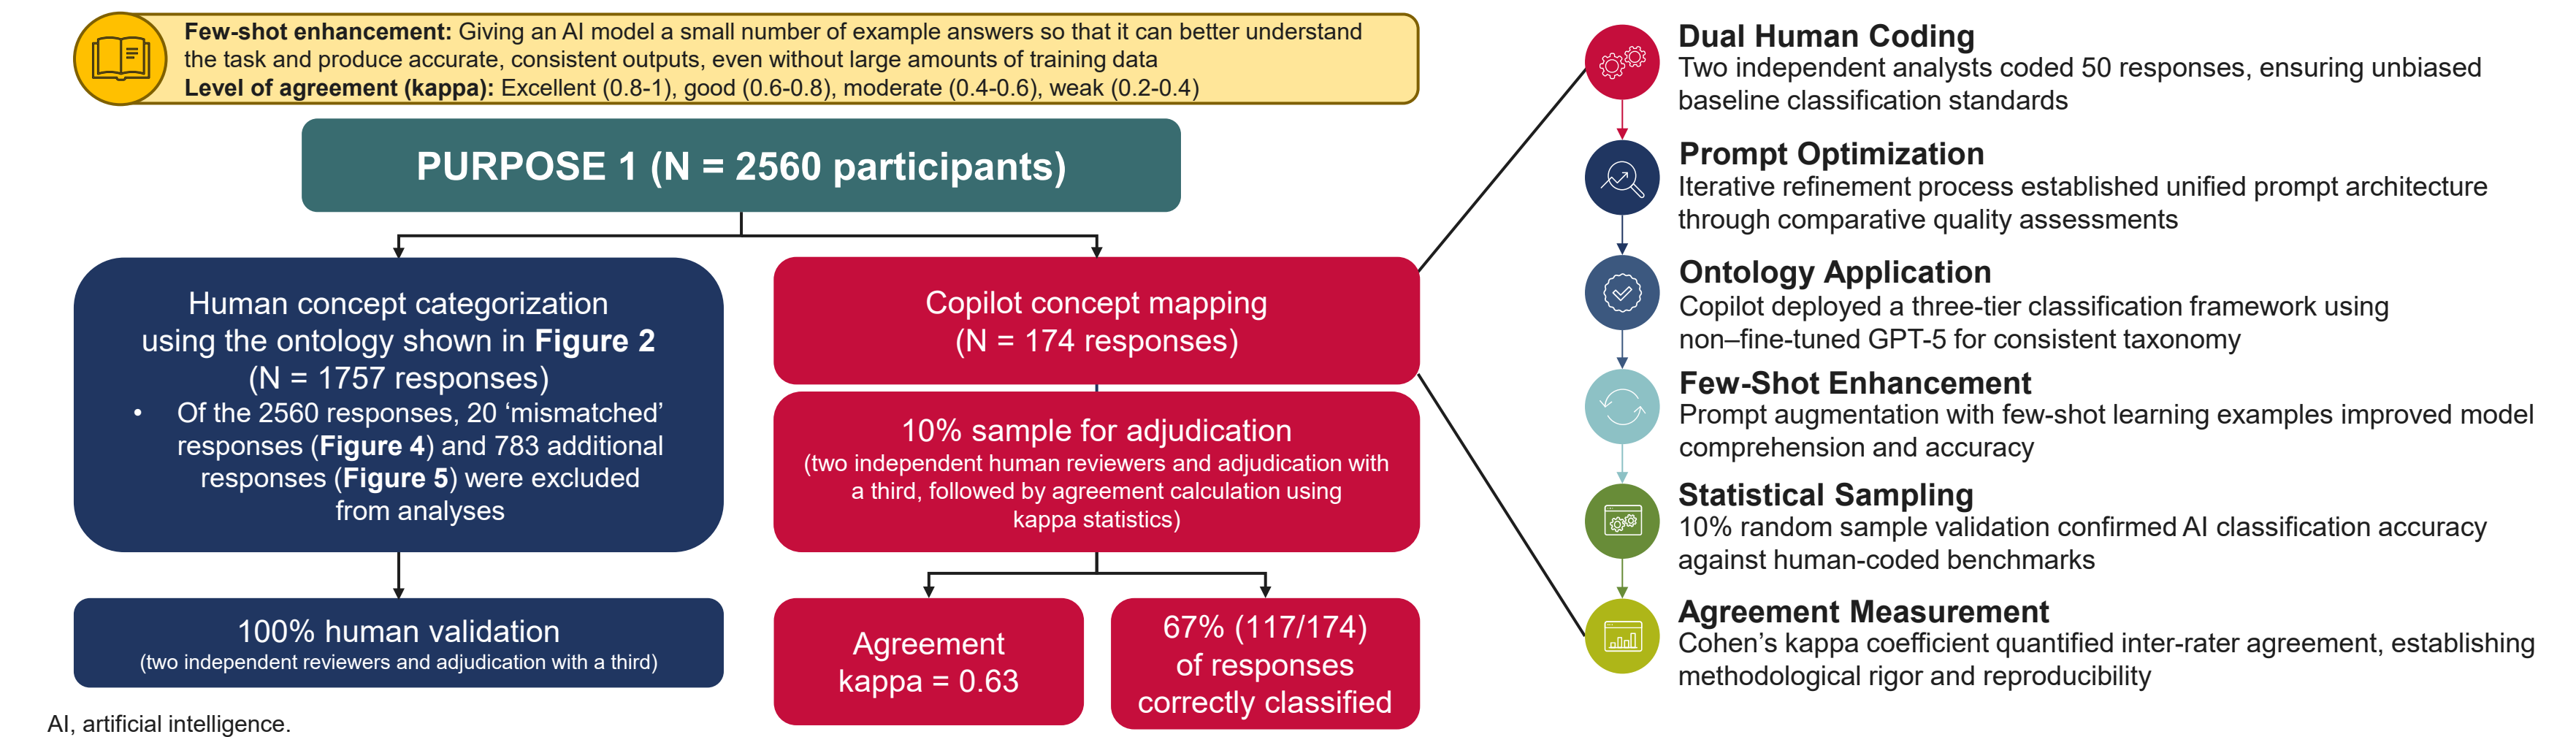 Few-shot enhancement: Giving an AI model a small number of example answers so that it can better understand
the task and produce accurate, consistent outputs, even without large amounts of training data
Level of agreement (kappa): Excellent (0.8-1), good (0.6-0.8), moderate (0.4-0.6), weak (0.2-0.4)
PURPOSE 1 (N = 2560 participants)
Human concept categorization
using the ontology shown in Figure 2
(N = 1757 responses)
• Of the 2560 responses, 20 ‘mismatched’
responses (Figure 4) and 783 additional
responses (Figure 5) were excluded
from analyses
100% human validation
(two independent reviewers and adjudication with a third)
Copilot concept mapping
(N = 174 responses)
10% sample for adjudication
(two independent human reviewers and adjudication with
a third, followed by agreement calculation using
kappa statistics)
Agreement
kappa = 0.63
67% (117/174)
of responses
correctly classified
Dual Human Coding
Two independent analysts coded 50 responses, ensuring unbiased
baseline classification standards
Prompt Optimization
Iterative refinement process established unified prompt architecture
through comparative quality assessments
Ontology Application
Copilot deployed a three-tier classification framework using
non–fine-tuned GPT-5 for consistent taxonomy
Few-Shot Enhancement
Prompt augmentation with few-shot learning examples improved model
comprehension and accuracy
Statistical Sampling
10% random sample validation confirmed AI classification accuracy
against human-coded benchmarks
Agreement Measurement
Cohen’s kappa coefficient quantified inter-rater agreement, establishing
methodological rigor and reproducibility
AI, artificial intelligence.